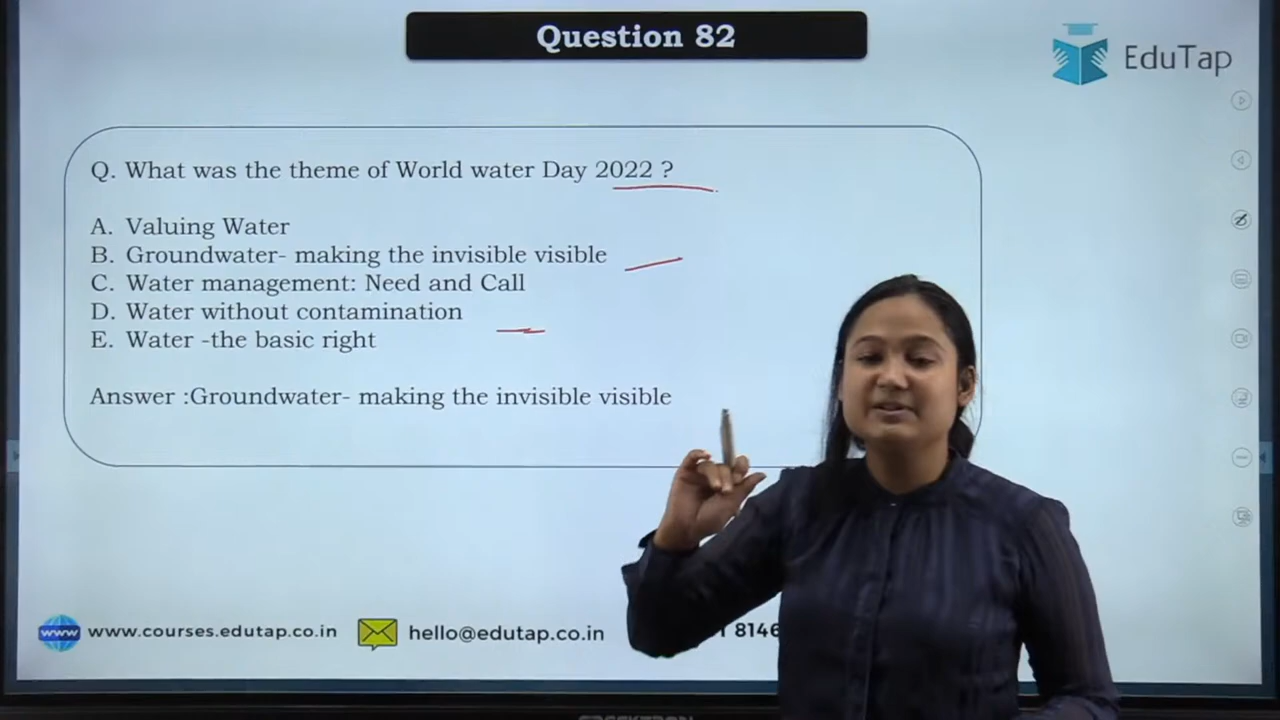 Question 82
EduTap
Q. What was the theme of World water Day 2022 ?
A. Valuing Water
B. Groundwater- making the invisible visible
C. Water management: Need and Call
D. Water without contamination
E. Water -the basic right
Answer :Groundwater- making the invisible visible
www www.courses.edutap.co.in hello@edutap.co.in 8146